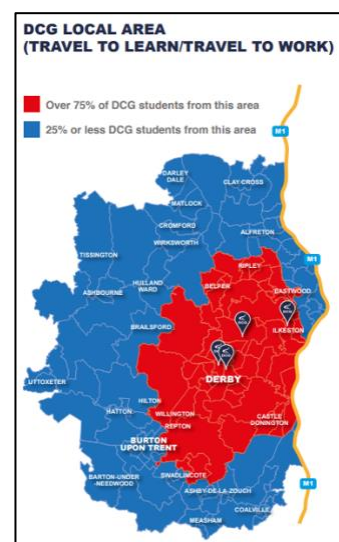 DCG LOCAL AREA
(TRAVEL TO LEARN/TRAVEL TO WORK)
Over 75% of DCG students from this area
25% or less DCG students from this area
M1
DARLEY
DALE
CLAY CROSS
MATLOCK
CROMFORD
ALFRETON
WIRKSWORTH
M1
TISSINGTON
RIPLEY
HULLAND
WARD
BELPER
EASTWOOD
ASHBOURNE
BRAILSFORD
ILKESTON
DERBY
UTTOXETER
HILTON
HATTON
WILLINGTON
CASTLE
DONINGTON
REPTON
BURTON
UPON TRENT
BARTON-UNDER
-NEEDWOOD
SWADLINCOTE
M1
ASHBY-DE-LA-ZOUCH
COALVILLE
MEASHAM